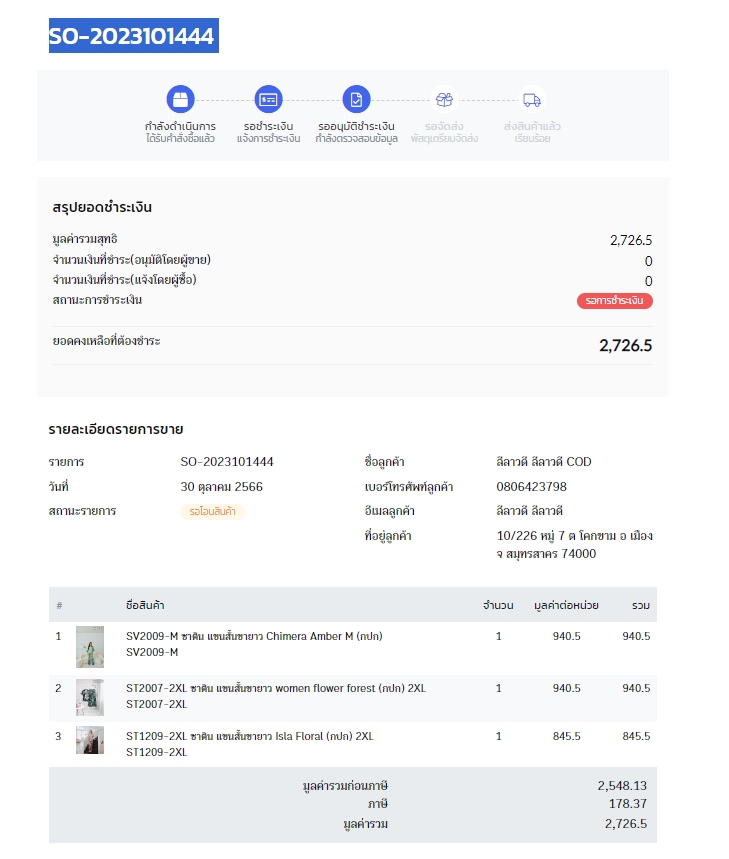 SO-2023101444
กำลังดำเนินการ
ได้รับคำสั่งซื้อแล้ว
รอชำระเงิน
แจ้งการชำระเงิน
รออนุมัติชำระเงิน
กำลังตรวจสอบข้อมูล
รอจัดส่ง
พัสดุเตรียมจัดส่ง
ส่งสินค้าแล้ว
เรียบร้อย
สรุปยอดชำระเงิน
มูลค่ารวมสุทธิ 2,726.5
จำนวนเงินที่ชำระ(อนุมัติโดยผู้ขาย) 0
จำนวนเงินที่ชำระ(แจ้งโดยผู้ซื้อ) 0
สถานะการชำระเงิน รอการชำระเงิน
ยอดคงเหลือที่ต้องชำระ 2,726.5
รายละเอียดรายการขาย
รายการ SO-2023101444 ชื่อลูกค้า ลีลาวดี ลีลาวดี COD
วันที่ 30 ตุลาคม 2566 เบอร์โทรศัพท์ลูกค้า 0806423798
สถานะรายการ รอโอนสินค้า อีเมลลูกค้า ลีลาวดี ลีลาวดี
ที่อยู่ลูกค้า 10/226 หมู่ 7 ต โคกขาม อ เมือง
จ สมุทรสาคร 74000
# ชื่อสินค้า จำนวน มูลค่าต่อหน่วย รวม
1 SV2009-M ซาติน แขนสั้นขายาว Chimera Amber M (กปก) 1 940.5 940.5
SV2009-M
2 ST2007-2XL ซาติน แขนสั้นขายาว women flower forest (กปก) 2XL 1 940.5 940.5
ST2007-2XL
3 ST1209-2XL ซาติน แขนสั้นขายาว Isla Floral (กปก) 2XL 1 845.5 845.5
ST1209-2XL
มูลค่ารวมก่อนภาษี 2,548.13
ภาษี 178.37
มูลค่ารวม 2,726.5